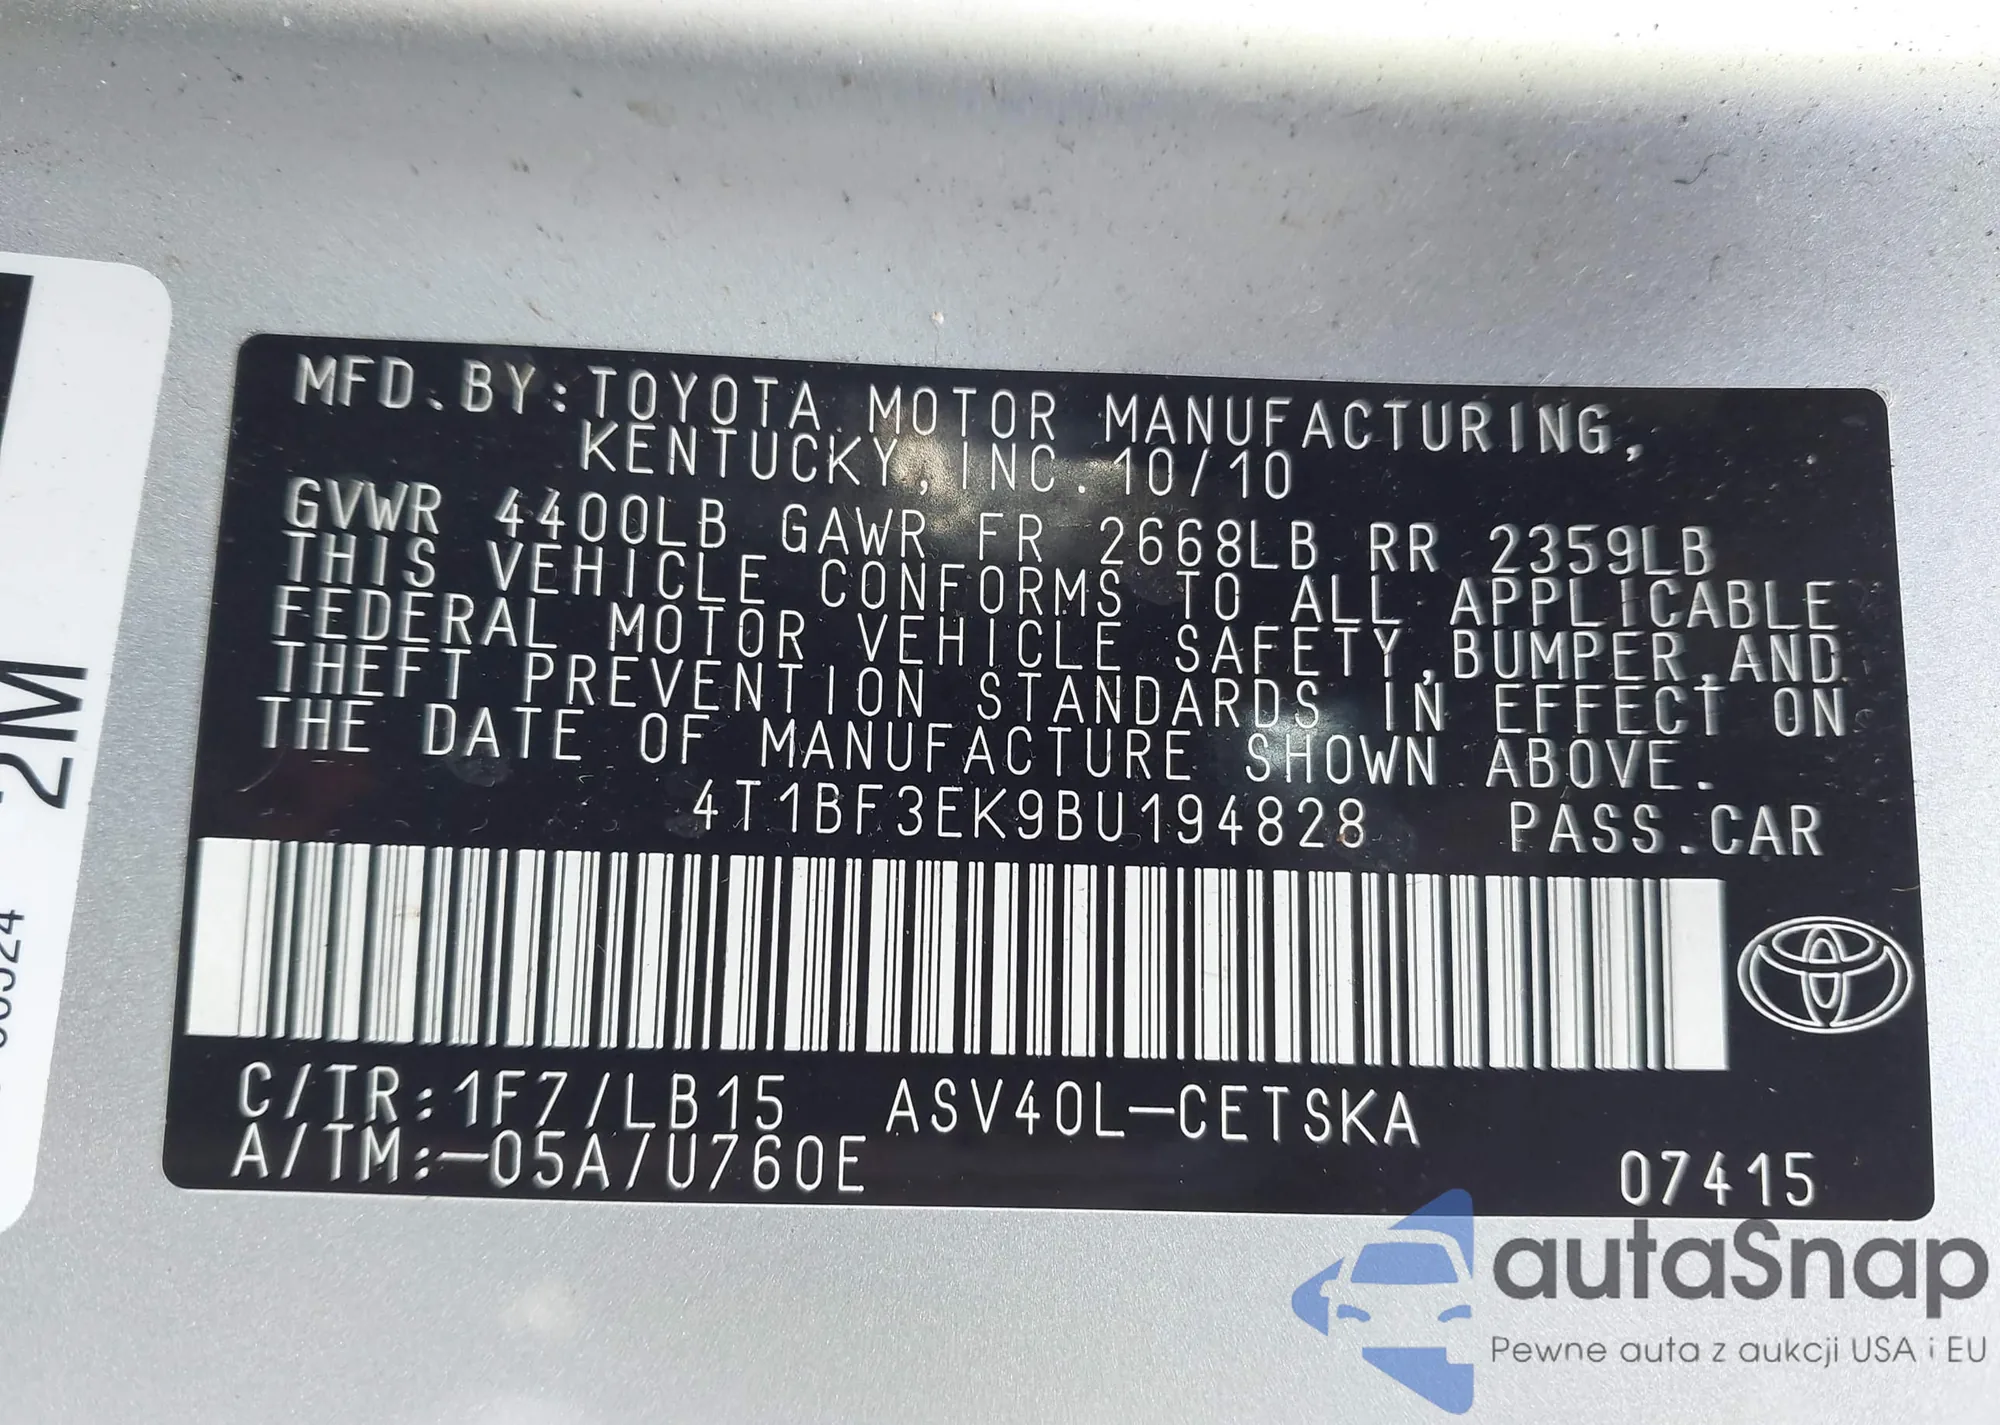 MFD.BY:TOYOTA MOTOR MANUFACTURING,
KENTUCKY,INC. 10/10
GVWR 4400LB GAWR FR 2668LB RR 2359LB
THIS VEHICLE CONFORMS TO ALL APPLICABLE
FEDERAL MOTOR VEHICLE SAFETY,BUMPER,AND
THEFT PREVENTION STANDARDS IN EFFECT ON
THE DATE OF MANUFACTURE SHOWN ABOVE.
4T1BF3EK9BU194828 PASS.CAR
C/TR:1F7/LB15 ASV40L-CETSKA
A/TM:-05A/U760E
07415
2M
autaSnap
Pewne auta z aukcji USA i EU